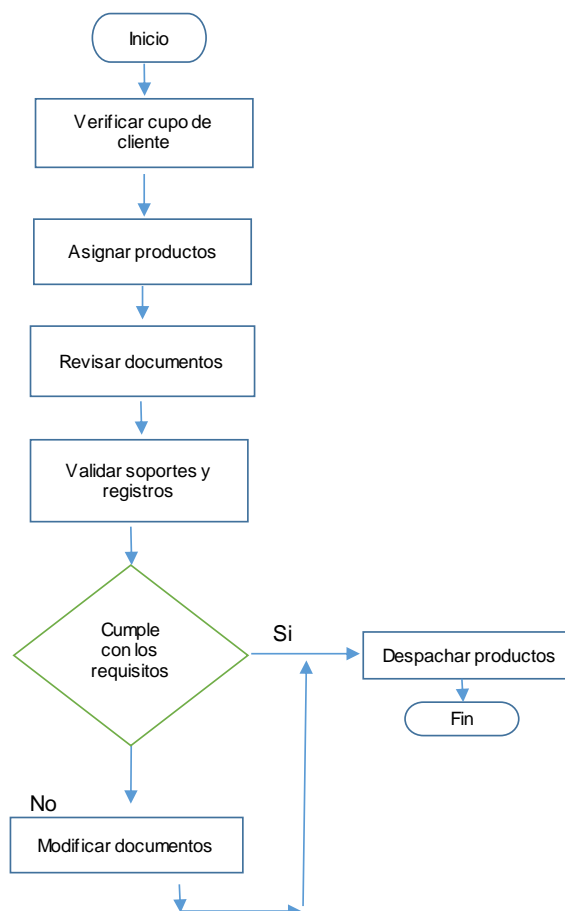 Inicio
Verificar cupo de
cliente
Asignar productos
Revisar documentos
Validar soportes y
registros
Cumple
con los
requisitos
Si
Despachar productos
Fin
No
Modificar documentos